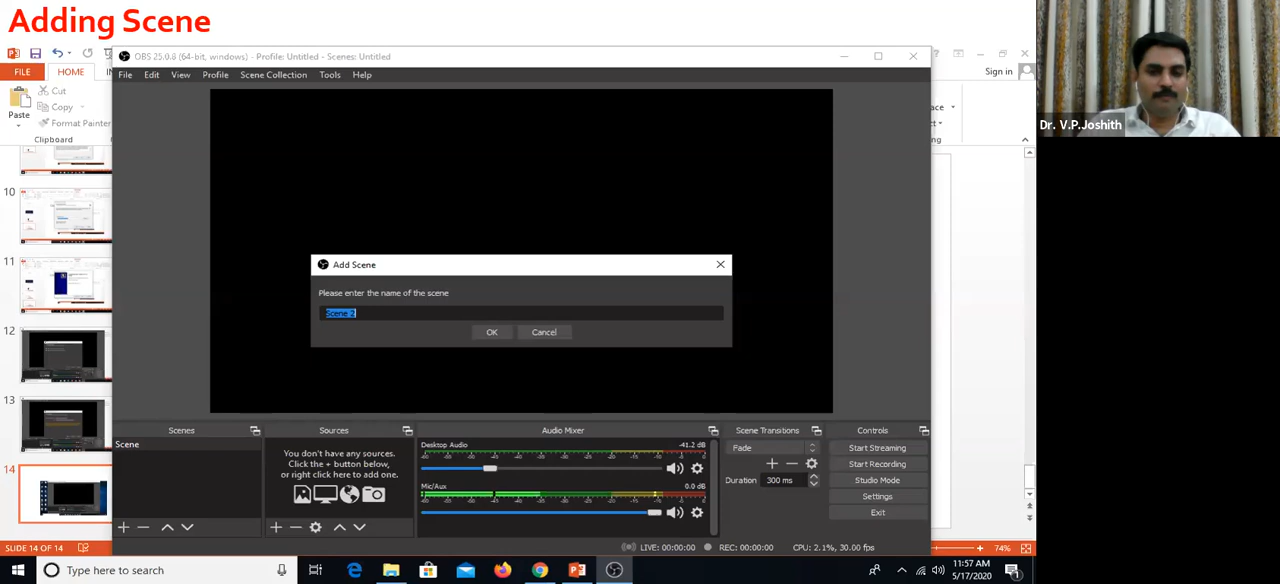 Adding Scene
OBS 25.0.8 (64-bit, windows) - Profile: Untitled - Scenes: Untitled
FILE
HOME
Sign in
File Edit View Profile Scene Collection Tools Help
Paste
Cut
Copy
Format Painter
Clipboard
Dr. V.P.Joshith
10
11
12
13
14
Add Scene
Please enter the name of the scene
Scene 2
OK Cancel
Scenes
Scene
Sources
You don't have any sources.
Click the + button below,
or right click here to add one.
Audio Mixer
Desktop Audio -41.2 dB
Mic/Aux 0.0 dB
Scene Transitions
Fade
Duration 300 ms
Controls
Start Streaming
Start Recording
Studio Mode
Settings
Exit
LIVE: 00:00:00 REC: 00:00:00 CPU: 2.1%, 30.00 fps
SLIDE 14 OF 14
74%
Type here to search
11:57 AM
5/17/2020